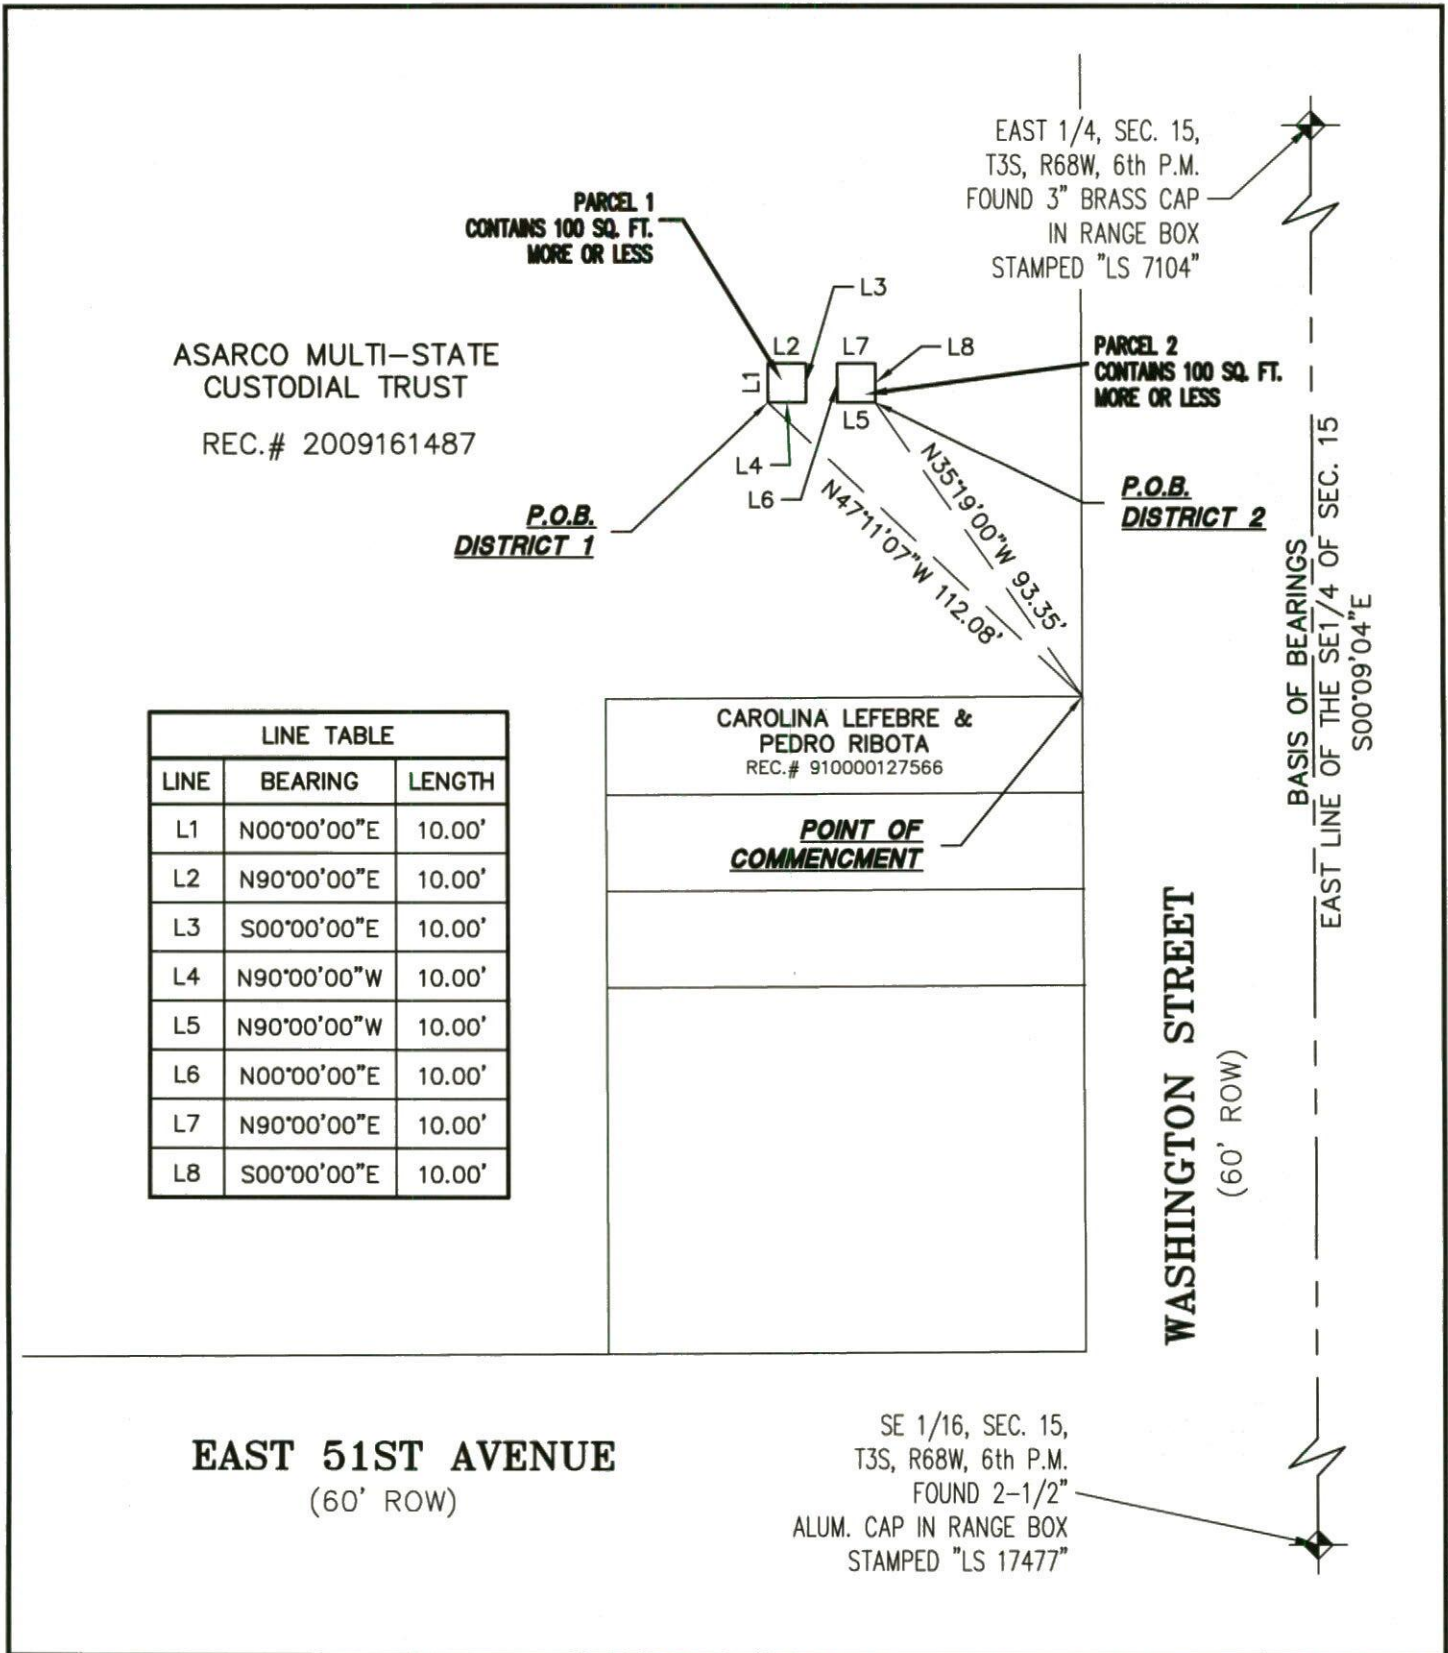 EAST 1/4, SEC. 15,
T3S, R68W, 6th P.M.
FOUND 3" BRASS CAP
IN RANGE BOX
STAMPED "LS 7104"
PARCEL 1
CONTAINS 100 SQ. FT.
MORE OR LESS
L3
ASARCO MULTI-STATE
CUSTODIAL TRUST
REC.# 2009161487
L1
L2
L7
L8
PARCEL 2
CONTAINS 100 SQ. FT.
MORE OR LESS
L5
L4
L6
P.O.B.
DISTRICT 1
N47°11'07"W 112.08'
N35°19'00"W 93.35'
P.O.B.
DISTRICT 2
BASIS OF BEARINGS
EAST LINE OF THE SE1/4 OF SEC. 15
S00°09'04"E
LINE TABLE
LINE BEARING LENGTH
L1 N00°00'00"E 10.00'
L2 N90°00'00"E 10.00'
L3 S00°00'00"E 10.00'
L4 N90°00'00"W 10.00'
L5 N90°00'00"W 10.00'
L6 N00°00'00"E 10.00'
L7 N90°00'00"E 10.00'
L8 S00°00'00"E 10.00'
CAROLINA LEFEBRE &
PEDRO RIBOTA
REC.# 910000127566
POINT OF
COMMENCMENT
WASHINGTON STREET
(60' ROW)
EAST 51ST AVENUE
(60' ROW)
SE 1/16, SEC. 15,
T3S, R68W, 6th P.M.
FOUND 2-1/2"
ALUM. CAP IN RANGE BOX
STAMPED "LS 17477"